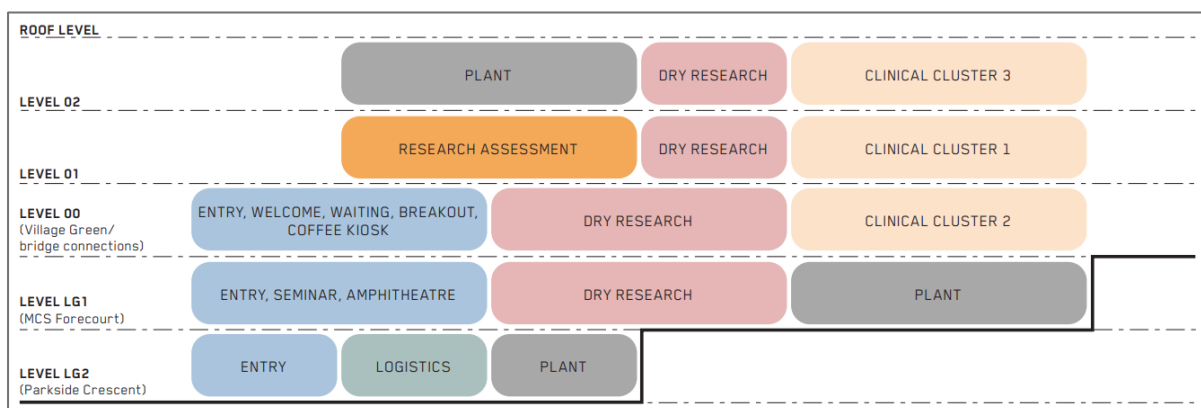 ROOF LEVEL
PLANT
DRY RESEARCH
CLINICAL CLUSTER 3
LEVEL 02
RESEARCH ASSESSMENT
DRY RESEARCH
CLINICAL CLUSTER 1
LEVEL 01
LEVEL 00
(Village Green/
bridge connections)
ENTRY, WELCOME, WAITING, BREAKOUT,
COFFEE KIOSK
DRY RESEARCH
CLINICAL CLUSTER 2
LEVEL LG1
(MCS Forecourt)
ENTRY, SEMINAR, AMPHITHEATRE
DRY RESEARCH
PLANT
LEVEL LG2
(Parkside Crescent)
ENTRY
LOGISTICS
PLANT